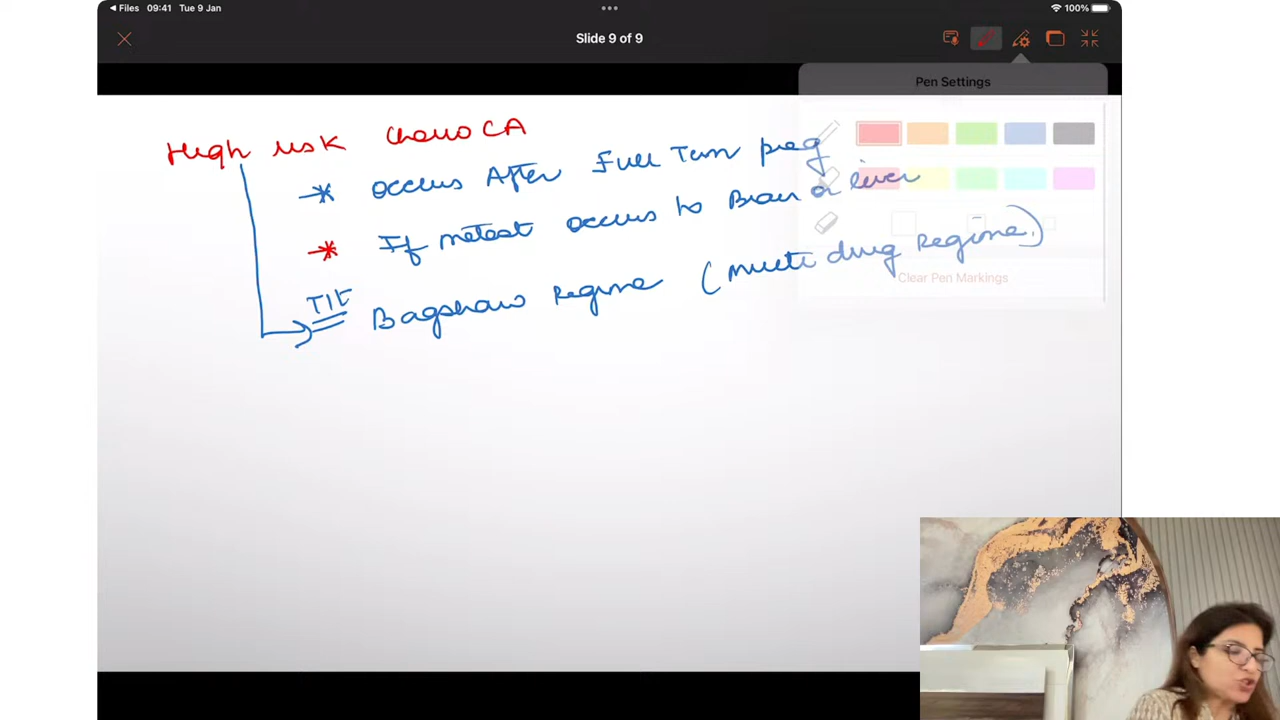 Files 09:41 Tue 9 Jan
100%
Slide 9 of 9
Pen Settings
High risk Chorio CA
Occurs After Full Term preg
If metast occurs to Brain or liver
Clear Pen Markings
TIt Bagshaw Regime (multi drug Regime.)